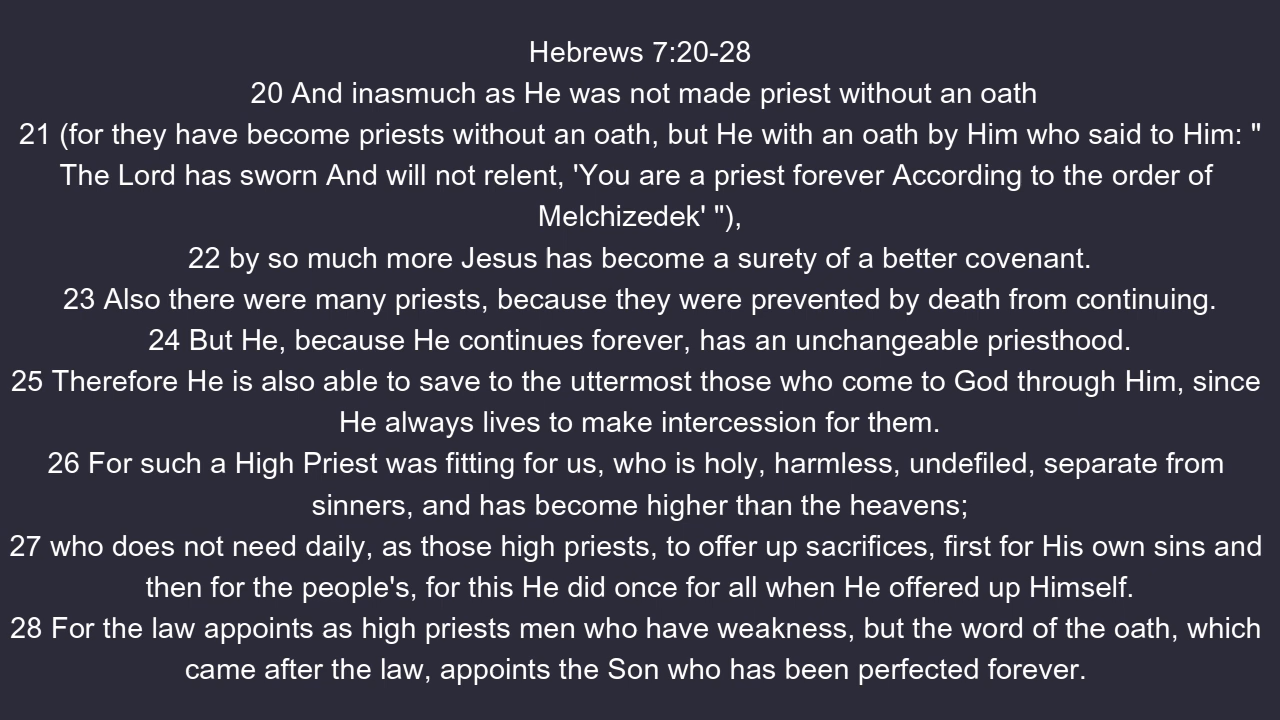 Hebrews 7:20-28
20 And inasmuch as He was not made priest without an oath
21 (for they have become priests without an oath, but He with an oath by Him who said to Him: "
The Lord has sworn And will not relent, 'You are a priest forever According to the order of
Melchizedek' "),
22 by so much more Jesus has become a surety of a better covenant.
23 Also there were many priests, because they were prevented by death from continuing.
24 But He, because He continues forever, has an unchangeable priesthood.
25 Therefore He is also able to save to the uttermost those who come to God through Him, since
He always lives to make intercession for them.
26 For such a High Priest was fitting for us, who is holy, harmless, undefiled, separate from
sinners, and has become higher than the heavens;
27 who does not need daily, as those high priests, to offer up sacrifices, first for His own sins and
then for the people's, for this He did once for all when He offered up Himself.
28 For the law appoints as high priests men who have weakness, but the word of the oath, which
came after the law, appoints the Son who has been perfected forever.